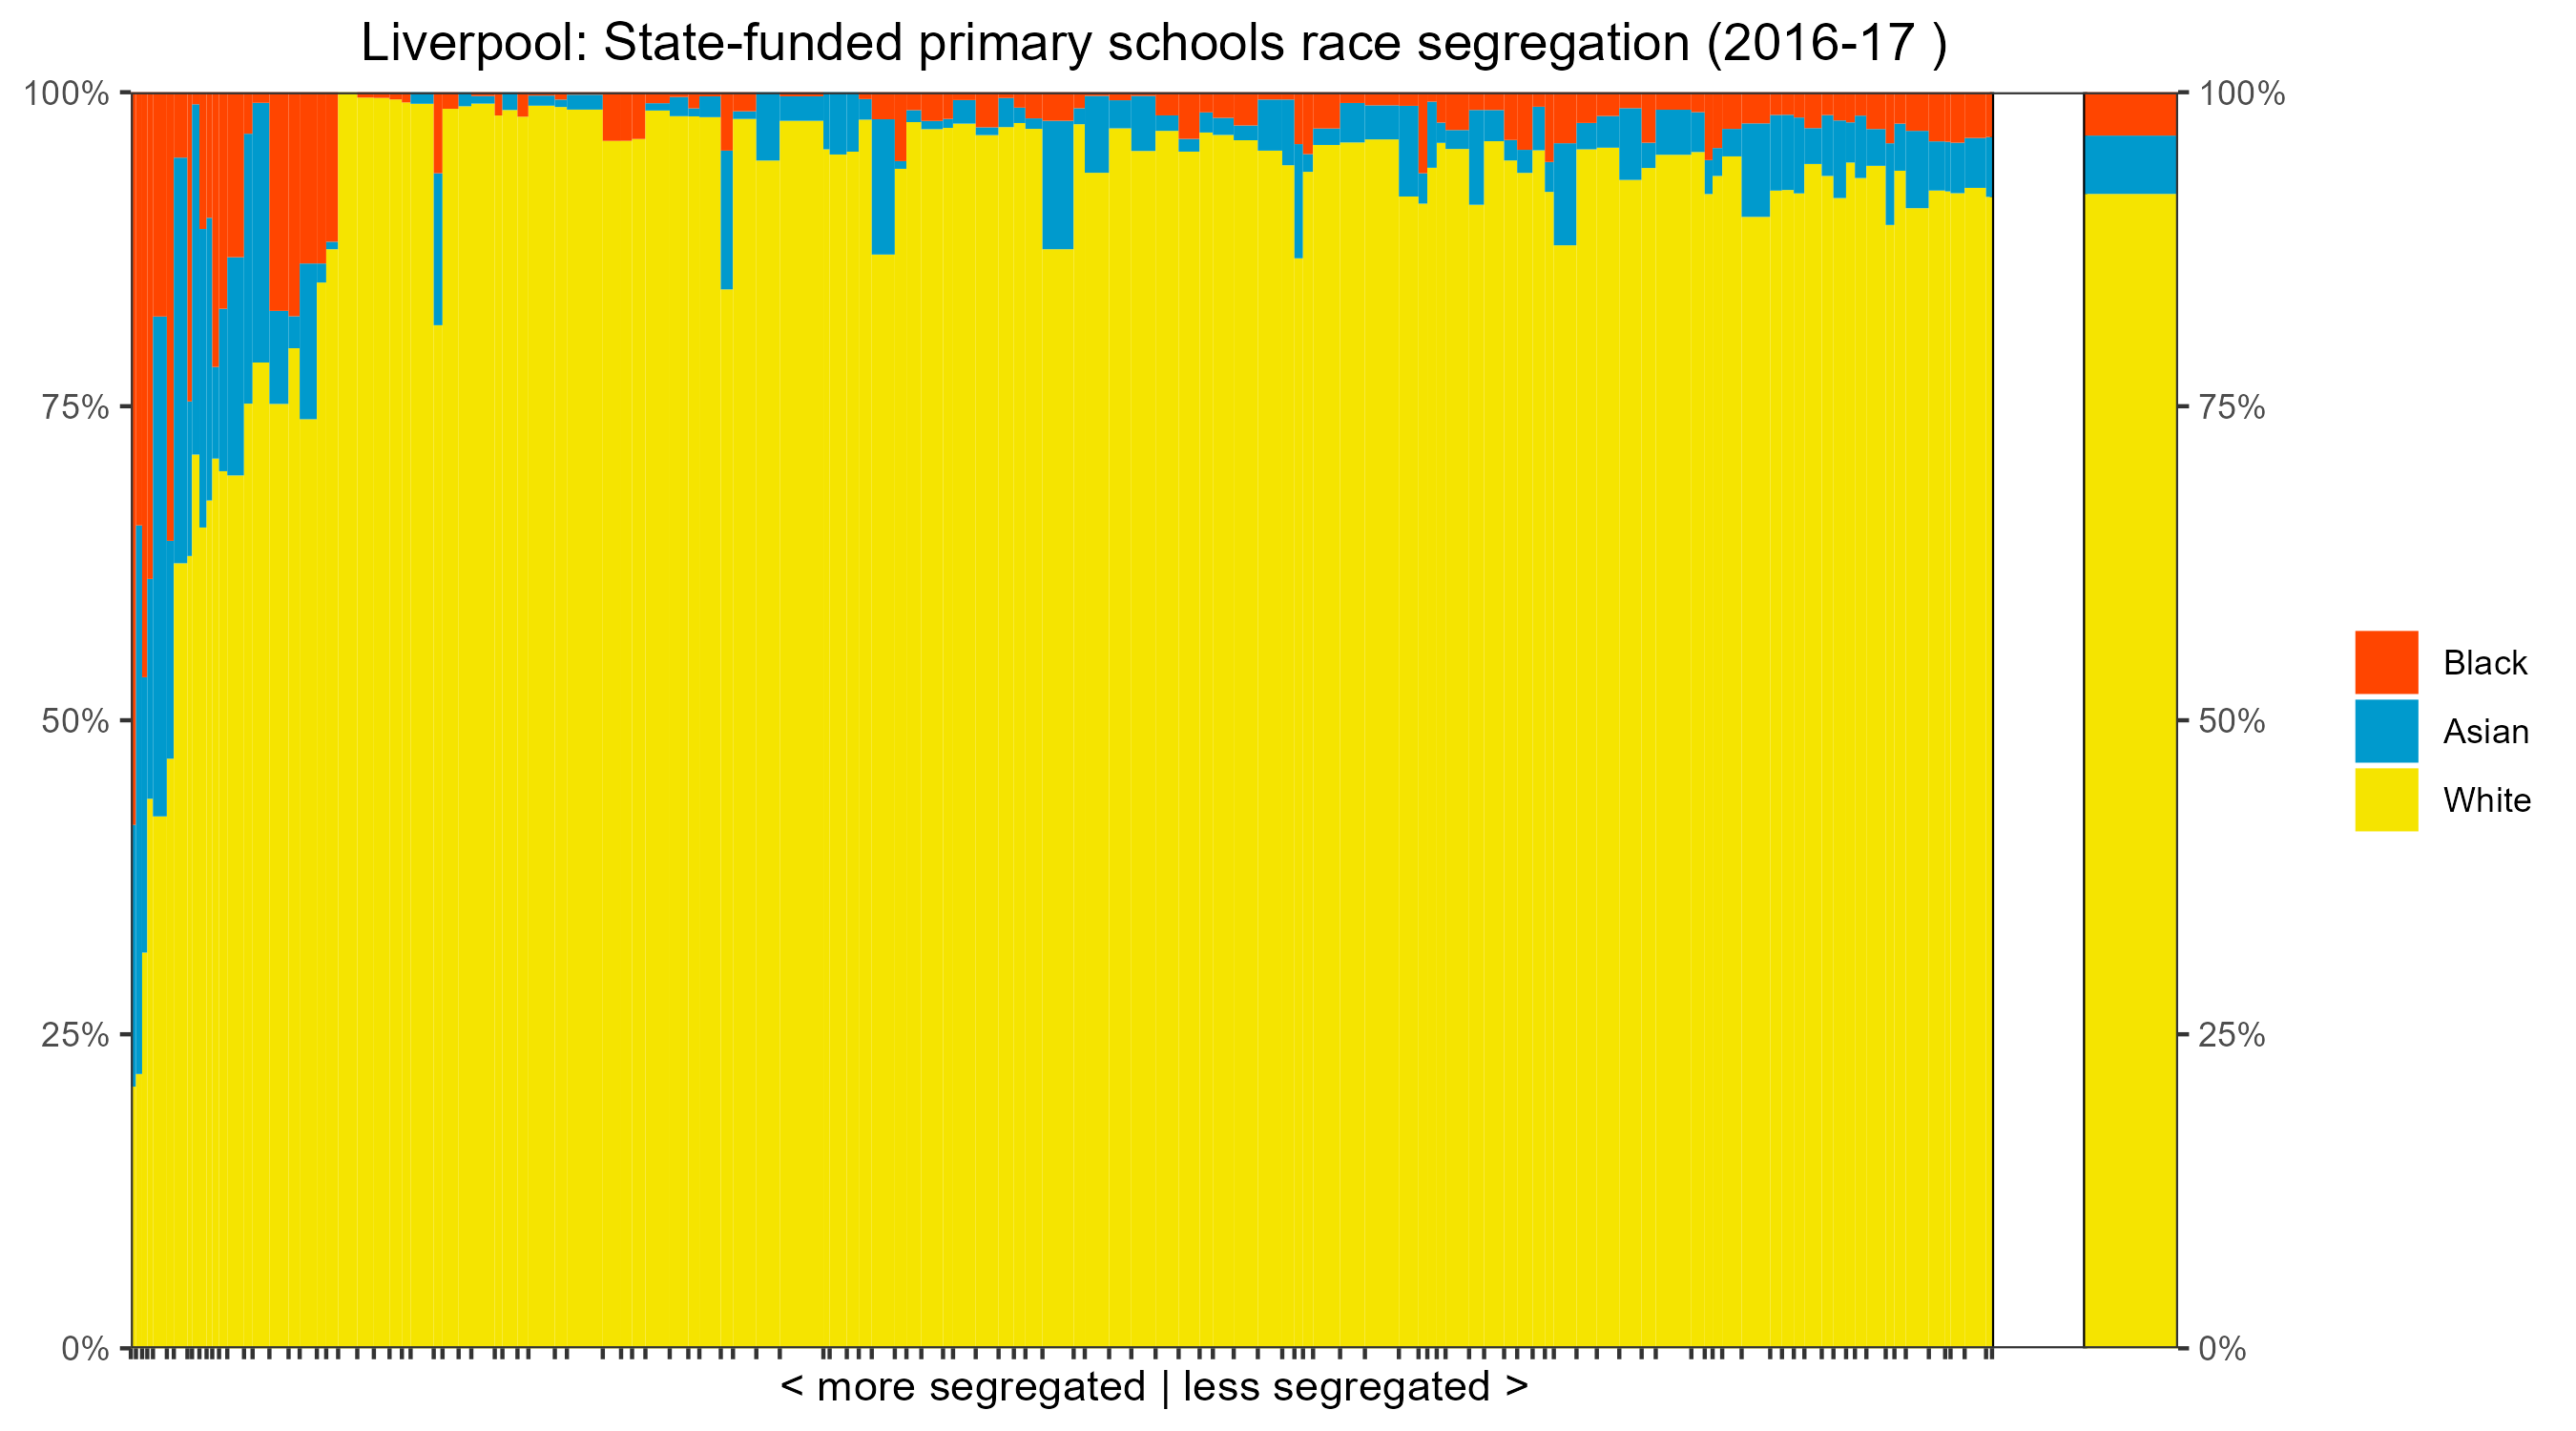 Liverpool: State-funded primary schools race segregation (2016-17 )
100%
75%
50%
25%
0%
100%
75%
50%
25%
0%
Black
Asian
White
< more segregated | less segregated >